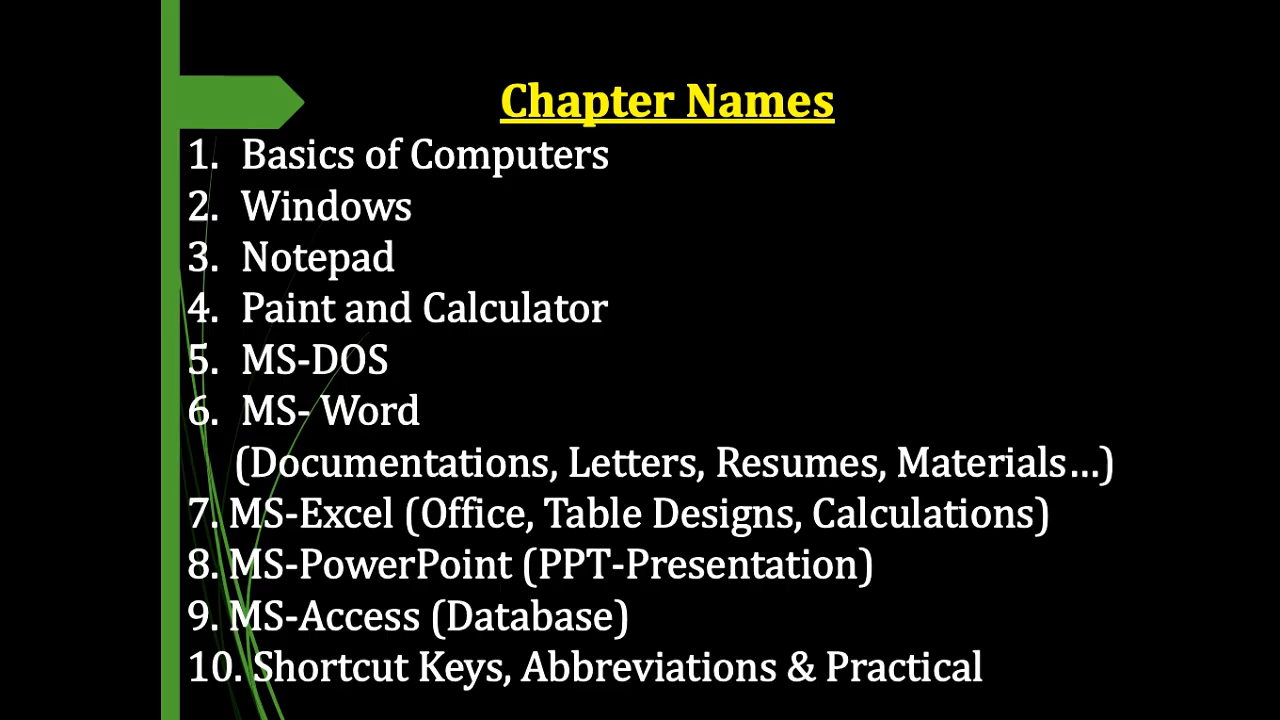 Chapter Names
1. Basics of Computers
2. Windows
3. Notepad
4. Paint and Calculator
5. MS-DOS
6. MS- Word
(Documentations, Letters, Resumes, Materials...)
7. MS-Excel (Office, Table Designs, Calculations)
8. MS-PowerPoint (PPT-Presentation)
9. MS-Access (Database)
10. Shortcut Keys, Abbreviations & Practical